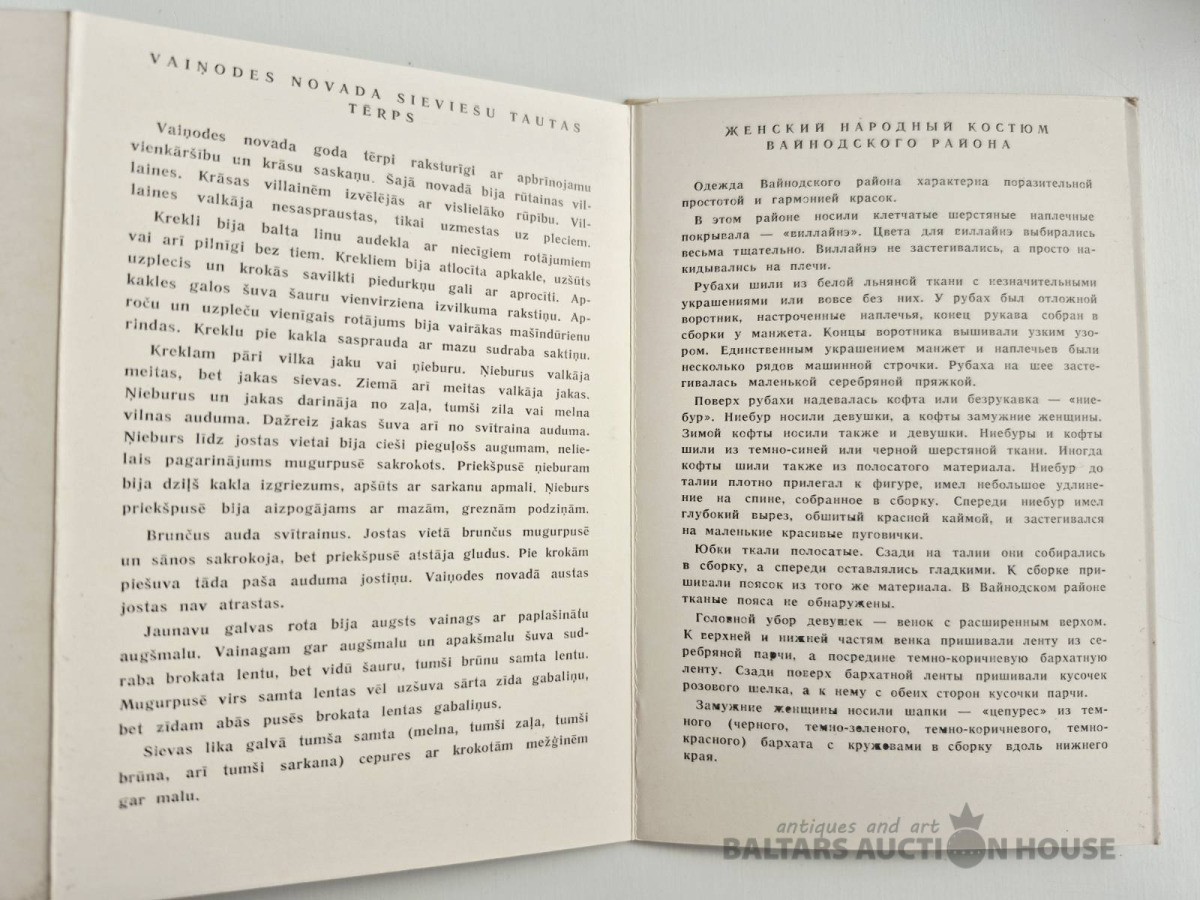 VAIŅODES NOVADA SIEVIEŠU TAUTAS
TĒRPS
Vaiņodes novada goda tērpi raksturīgi ar apbrīnojamu
vienkāršību un krāsu saskaņu. Šajā novadā bija rūtainas vil-
laines. Krāsas villainēm izvēlējās ar vislielāko rūpību. Vil-
laines valkāja nesaspraustas, tikai uzmestas uz pleciem.
Krekli bija balta linu audekla ar niecīgiem rotājumiem
vai arī pilnīgi bez tiem. Krekliem bija atlocīta apkakle, uzšūts
uzplecis un krokās savilkti piedurkņu gali ar aprocīti. Ap-
kakles galos šuva šauru vienvirziena izvilkuma rakstiņu. Ap-
roču un uzpleču vienīgais rotājums bija vairākas mašīndūrienu
rindas. Kreklu pie kakla sasprauda ar mazu sudraba saktiņu.
Kreklam pāri vilka jaku vai ņieburu. Ņieburus valkāja
meitas, bet jakas sievas. Ziemā arī meitas valkāja jakas.
Ņieburus un jakas darināja no zaļa, tumši zila vai melna
vilnas auduma. Dažreiz jakas šuva arī no svītraina auduma.
Ņieburs līdz jostas vietai bija cieši pieguļošs augumam, nelie-
lais pagarinājums mugurpusē sakrokots. Priekšpusē ņieburam
bija dziļš kakla izgriezums, apšūts ar sarkanu apmali. Ņieburs
priekšpusē bija aizpogājams ar mazām, greznām podziņām.
Brunčus auda svītrainus. Jostas vietā brunčus mugurpusē
un sānos sakrokoja, bet priekšpusē atstāja gludus. Pie krokām
piešuva tāda paša auduma jostiņu. Vaiņodes novadā austas
jostas nav atrastas.
Jaunavu galvas rota bija augsts vainags ar paplašinātu
augšmalu. Vainagam gar augšmalu un apakšmalu šuva sud-
raba brokata lentu, bet vidū šauru, tumši brūnu samta lentu.
Mugurpusē virs samta lentas vēl uzšuva sārta zīda gabaliņu,
bet zīdam abās pusēs brokata lentas gabaliņus.
Sievas lika galvā tumša samta (melna, tumši zaļa, tumši
brūna, arī tumši sarkana) cepures ar krokotām mežģinēm
gar malu.
ЖЕНСКИЙ НАРОДНЫЙ КОСТЮМ
ВАЙНОДСКОГО РАЙОНА
Одежда Вайнодского района характерна поразительной
простотой и гармонией красок.
В этом районе носили клетчатые шерстяные наплечные
покрывала — «виллайнэ». Цвета для виллайнэ выбирались
весьма тщательно. Виллайнэ не застегивались, а просто на-
кидывались на плечи.
Рубахи шили из белой льняной ткани с незначительными
украшениями или вовсе без них. У рубах был отложной
воротник, настроченные наплечья, конец рукава собран в
сборки у манжета. Концы воротника вышивали узким узо-
ром. Единственным украшением манжет и наплечьев были
несколько рядов машинной строчки. Рубаха на шее засте-
гивалась маленькой серебряной пряжкой.
Поверх рубахи надевалась кофта или безрукавка — «ние-
бур». Ниебур носили девушки, а кофты замужние женщины.
Зимой кофты носили также и девушки. Ниебуры и кофты
шили из темно-синей или черной шерстяной ткани. Иногда
кофты шили также из полосатого материала. Ниебур до
талии плотно прилегал к фигуре, имел небольшое удлине-
ние на спине, собранное в сборку. Спереди ниебур имел
глубокий вырез, обшитый красной каймой, и застегивался
на маленькие красивые пуговички.
Юбки ткали полосатые. Сзади на талии они собирались
в сборку, а спереди оставлялись гладкими. К сборке при-
шивали поясок из того же материала. В Вайнодском районе
тканые пояса не обнаружены.
Головной убор девушек — венок с расширенным верхом.
К верхней и нижней частям венка пришивали ленту из се-
ребряной парчи, а посредине темно-коричневую бархатную
ленту. Сзади поверх бархатной ленты пришивали кусочек
розового шелка, а к нему с обеих сторон кусочки парчи.
Замужние женщины носили шапки — «цепурес» из тем-
ного (черного, темно-зеленого, темно-коричневого, темно-
красного) бархата с кружевами в сборку вдоль нижнего
края.
antiques and art
BALTARS AUCTION HOUSE